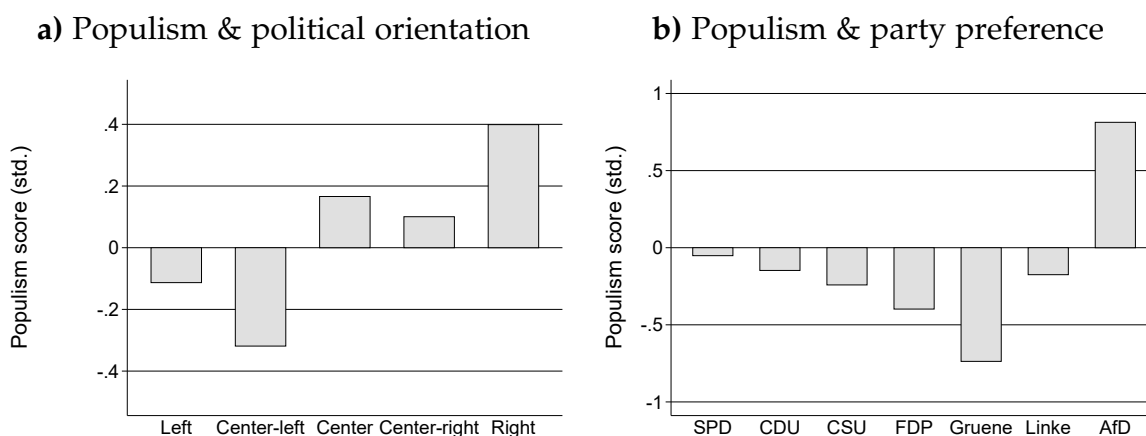 a) Populism & political orientation
Populism score (std.)
.4
.2
0
-.2
-.4
Left Center-left Center Center-right Right
b) Populism & party preference
Populism score (std.)
1
.5
0
-.5
-1
SPD CDU CSU FDP Gruene Linke AfD